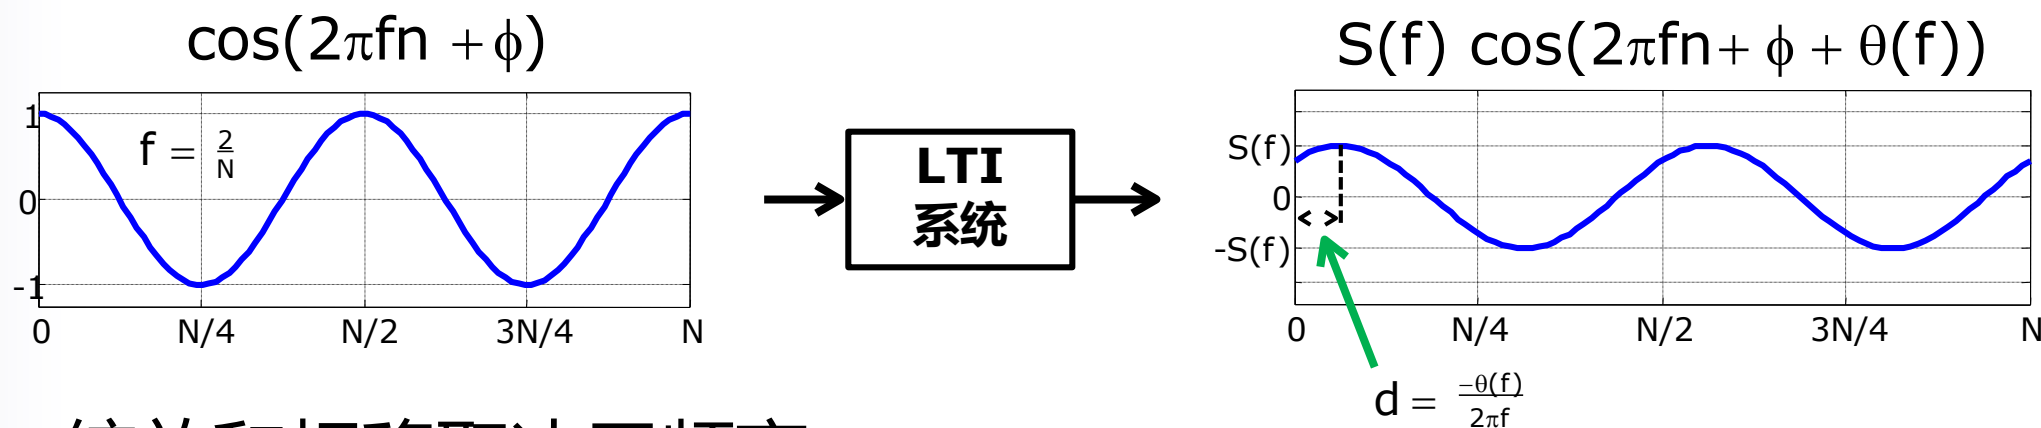 cos(2πfn + ϕ)
S(f) cos(2πfn+ ϕ + θ(f))
1
0
-1
f = 2/N
0 N/4 N/2 3N/4 N
LTI
系统
S(f)
0
-S(f)
0 N/4 N/2 3N/4 N
d = -θ(f)/2πf